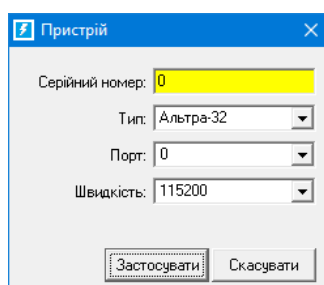 Пристрій
Серійний номер: 0
Тип: Альтра-32
Порт: 0
Швидкість: 115200
Застосувати Скасувати